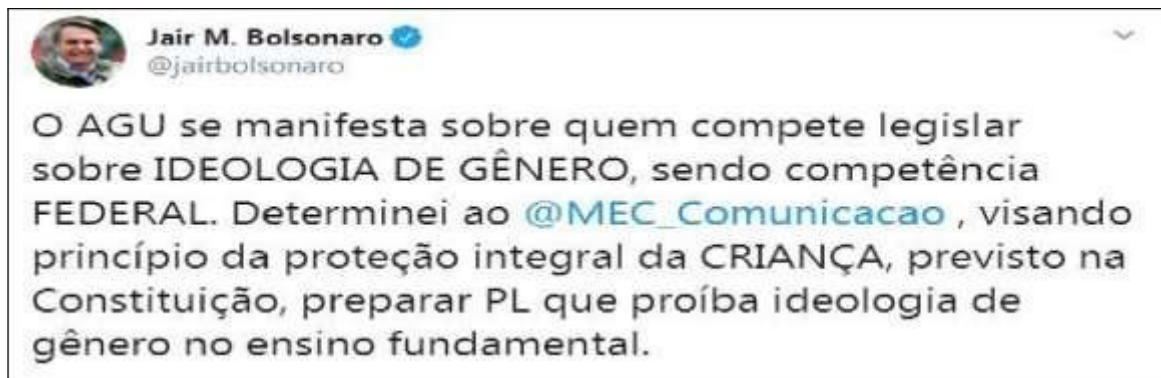 Jair M. Bolsonaro
@jairbolsonaro
O AGU se manifesta sobre quem compete legislar
sobre IDEOLOGIA DE GÊNERO, sendo competência
FEDERAL. Determinei ao @MEC_Comunicacao , visando
princípio da proteção integral da CRIANÇA, previsto na
Constituição, preparar PL que proíba ideologia de
gênero no ensino fundamental.